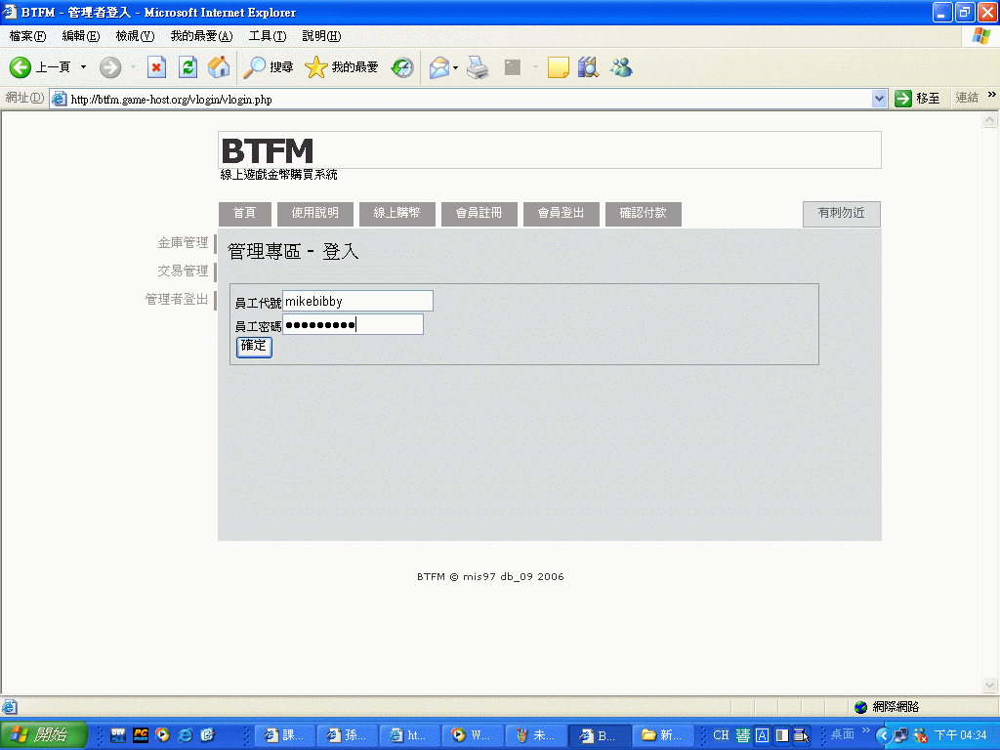 BTFM - 管理者登入 - Microsoft Internet Explorer
檔案(F) 編輯(E) 檢視(V) 我的最愛(A) 工具(T) 說明(H)
上一頁 搜尋 我的最愛
網址(D) http://btfm.game-host.org/vlogin/vlogin.php 移至 連結 »
BTFM
線上遊戲金幣購買系統
首頁 使用說明 線上購幣 會員註冊 會員登出 確認付款 有刺勿近
金庫管理
交易管理
管理者登出
管理專區 - 登入
員工代號 mikebibby
員工密碼 ●●●●●●●●●
確定
BTFM © mis97 db_09 2006
網際網路
開始 課... 孫... ht... W... 未... B... 新... CH A 桌面 » 下午 04:34